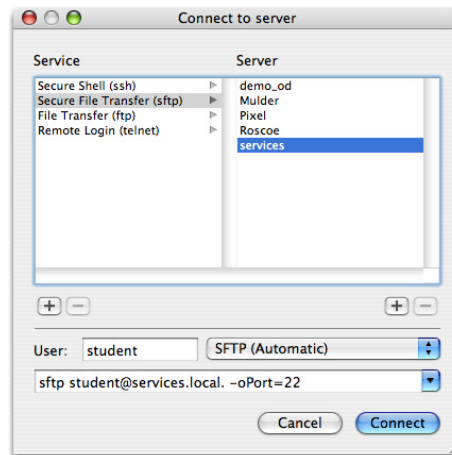 Connect to server
Service
Server
Secure Shell (ssh)
Secure File Transfer (sftp)
File Transfer (ftp)
Remote Login (telnet)
demo_od
Mulder
Pixel
Roscoe
services
User: student SFTP (Automatic)
sftp student@services.local. -oPort=22
Cancel Connect